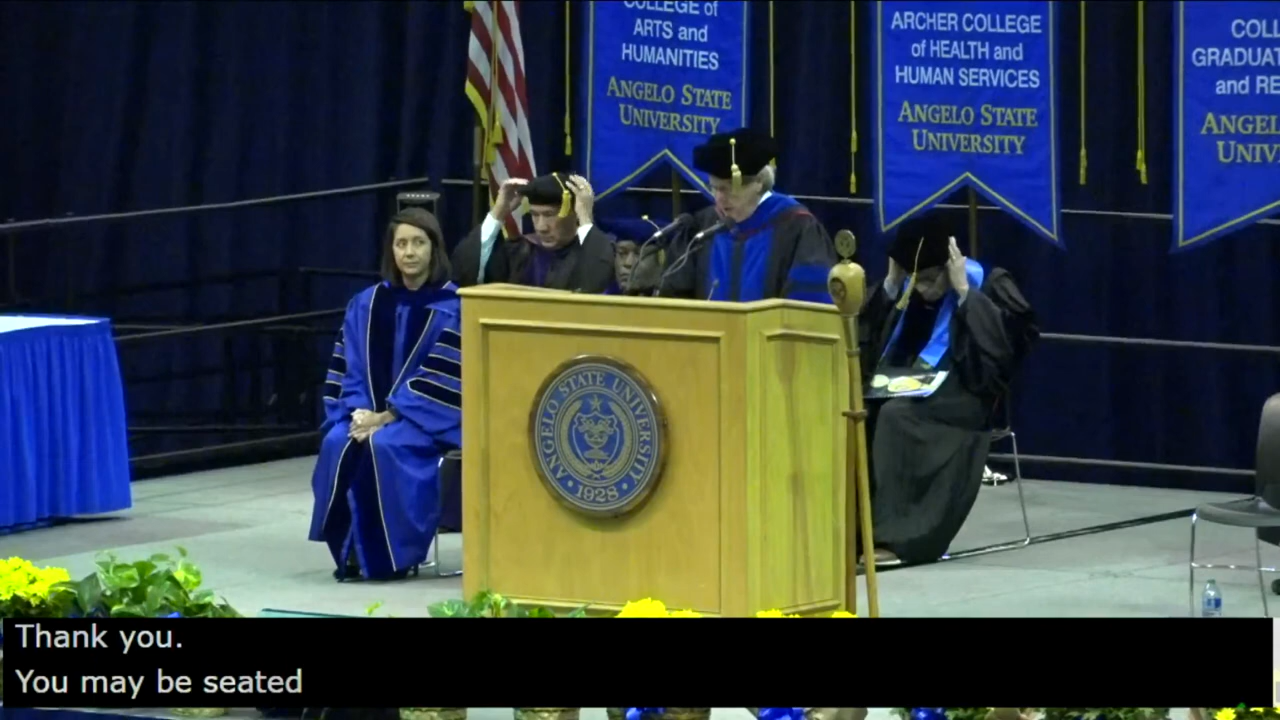 COLLEGE of
ARTS and
HUMANITIES
ANGELO STATE
UNIVERSITY
ARCHER COLLEGE
of HEALTH and
HUMAN SERVICES
ANGELO STATE
UNIVERSITY
COLL
GRADUAT
and RE
ANGEL
UNIV
ANGELO STATE UNIVERSITY
1928
Thank you.
You may be seated